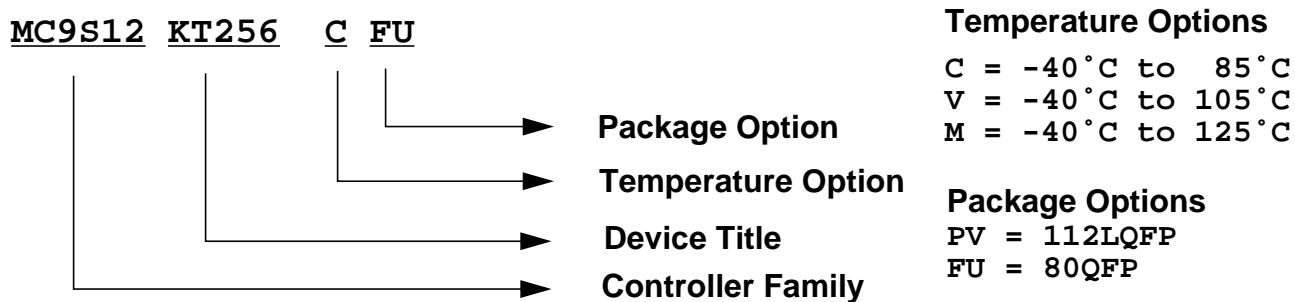 MC9S12 KT256 C FU
Package Option
Temperature Option
Device Title
Controller Family
Temperature Options
C = -40˚C to 85˚C
V = -40˚C to 105˚C
M = -40˚C to 125˚C
Package Options
PV = 112LQFP
FU = 80QFP